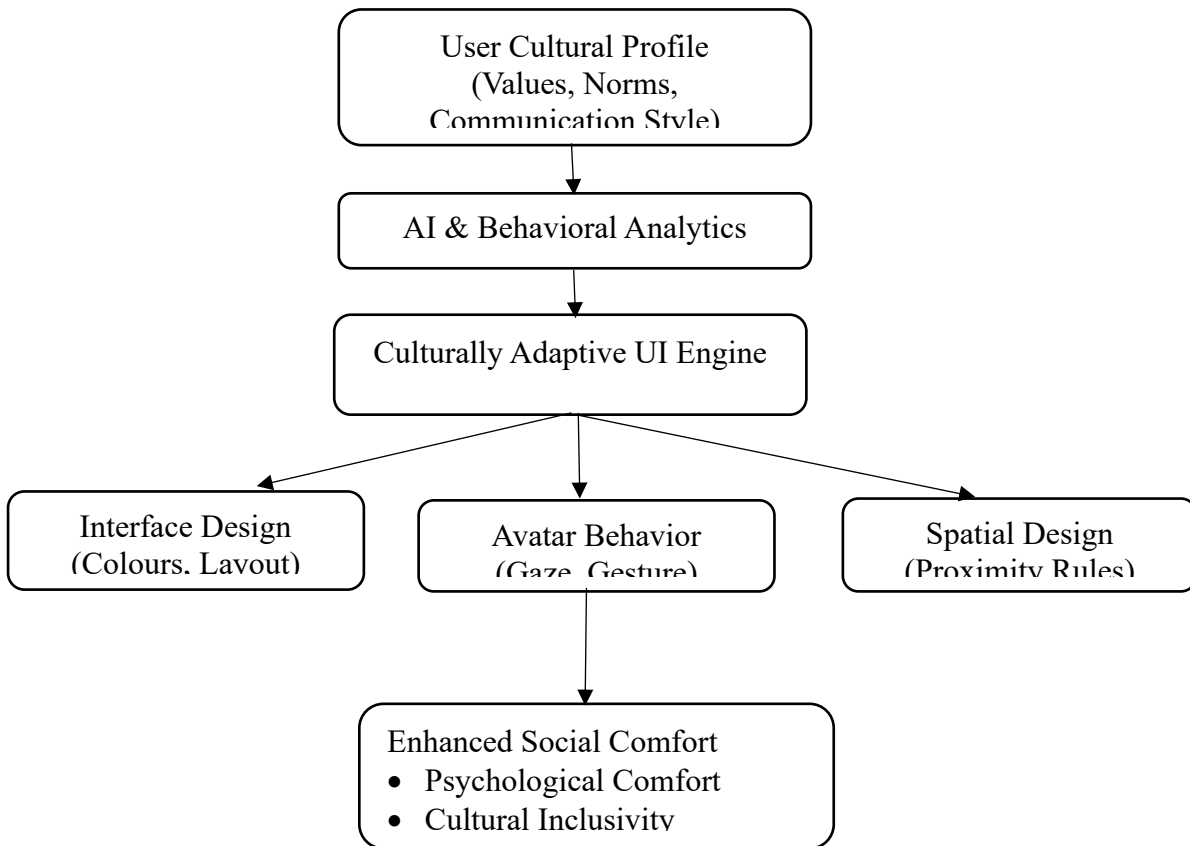 User Cultural Profile
(Values, Norms,
Communication Style)
AI & Behavioral Analytics
Culturally Adaptive UI Engine
Interface Design
(Colours, Layout)
Avatar Behavior
(Gaze, Gesture)
Spatial Design
(Proximity Rules)
Enhanced Social Comfort
• Psychological Comfort
• Cultural Inclusivity